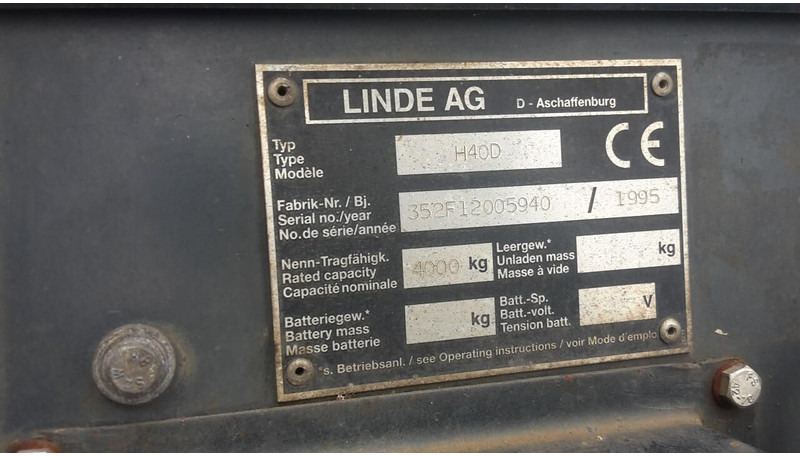 LINDE AG D - Aschaffenburg
Typ
Type
Modèle
H40D
CE
Fabrik-Nr. / Bj.
Serial no./year
No.de série/année
352F12005940 / 1995
Nenn-Tragfähigk.
Rated capacity
Capacité nominale
4000 kg
Leergew.*
Unladen mass
Masse à vide
kg
Batteriegew.*
Battery mass
Masse batterie
kg
Batt.-Sp.
Batt.-volt.
Tension batt.
V
*s. Betriebsanl. / see Operating instructions / voir Mode d'emploi